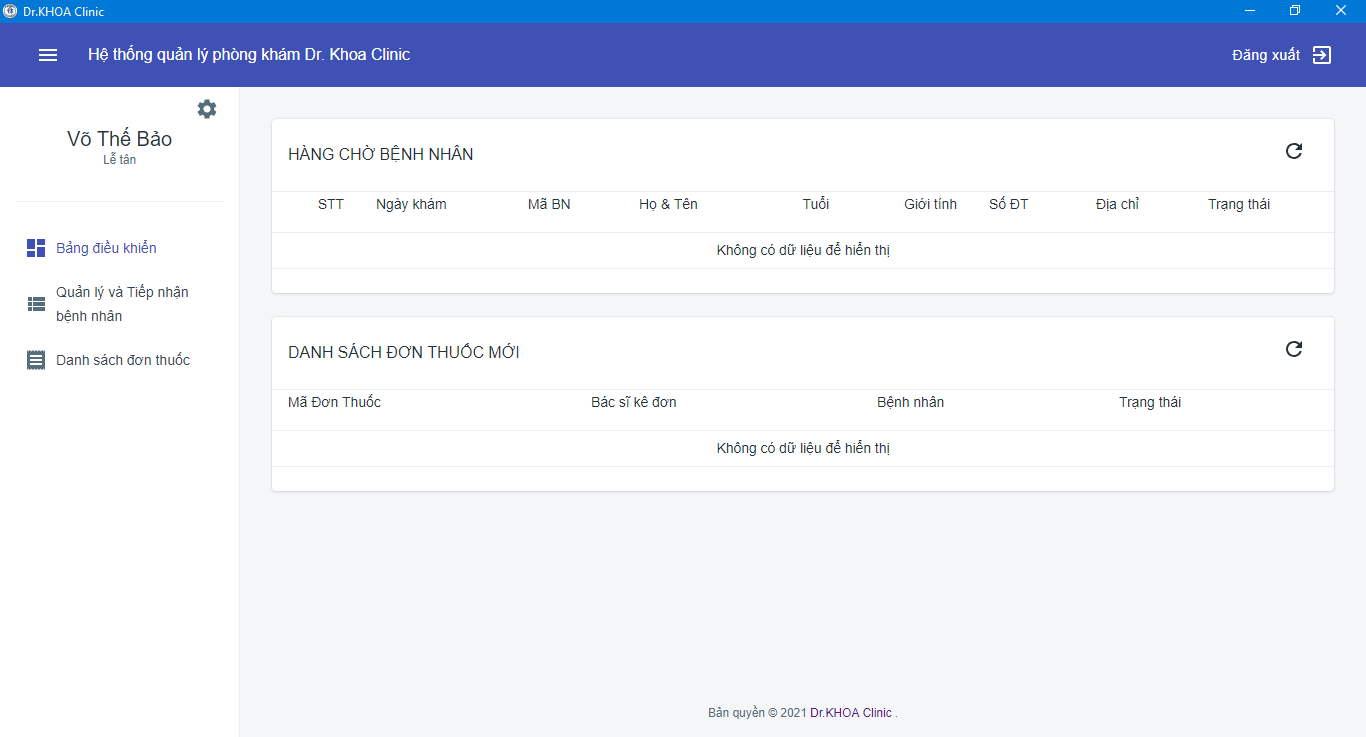 Dr.KHOA Clinic
Hệ thống quản lý phòng khám Dr. Khoa Clinic
Đăng xuất
Võ Thế Bảo
Lễ tân
Bảng điều khiển
Quản lý và Tiếp nhận
bệnh nhân
Danh sách đơn thuốc
HÀNG CHỜ BỆNH NHÂN
STT Ngày khám Mã BN Họ & Tên Tuổi Giới tính Số ĐT Địa chỉ Trạng thái
Không có dữ liệu để hiển thị
DANH SÁCH ĐƠN THUỐC MỚI
Mã Đơn Thuốc Bác sĩ kê đơn Bệnh nhân Trạng thái
Không có dữ liệu để hiển thị
Bản quyền © 2021 Dr.KHOA Clinic .